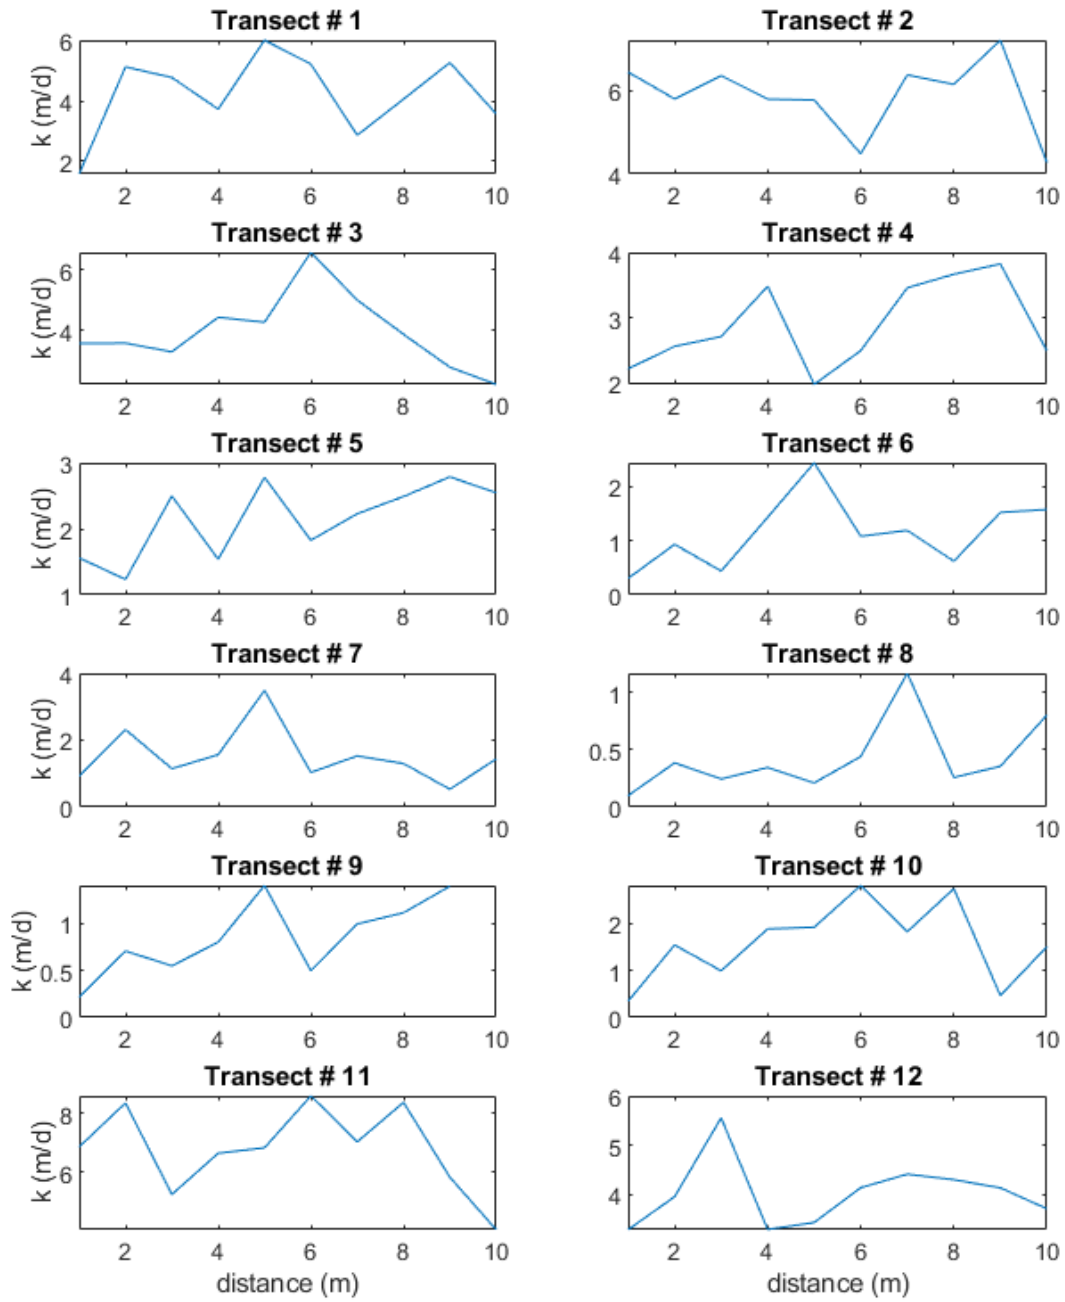 Transect # 1
k (m/d)
6
4
2
2 4 6 8 10
Transect # 2
6
4
2 4 6 8 10
Transect # 3
k (m/d)
6
4
2 4 6 8 10
Transect # 4
4
3
2
2 4 6 8 10
Transect # 5
k (m/d)
3
2
1
2 4 6 8 10
Transect # 6
2
1
0
2 4 6 8 10
Transect # 7
k (m/d)
4
2
0
2 4 6 8 10
Transect # 8
1
0.5
0
2 4 6 8 10
Transect # 9
k (m/d)
1
0.5
0
2 4 6 8 10
Transect # 10
2
1
0
2 4 6 8 10
Transect # 11
k (m/d)
8
6
2 4 6 8 10
distance (m)
Transect # 12
6
5
4
2 4 6 8 10
distance (m)